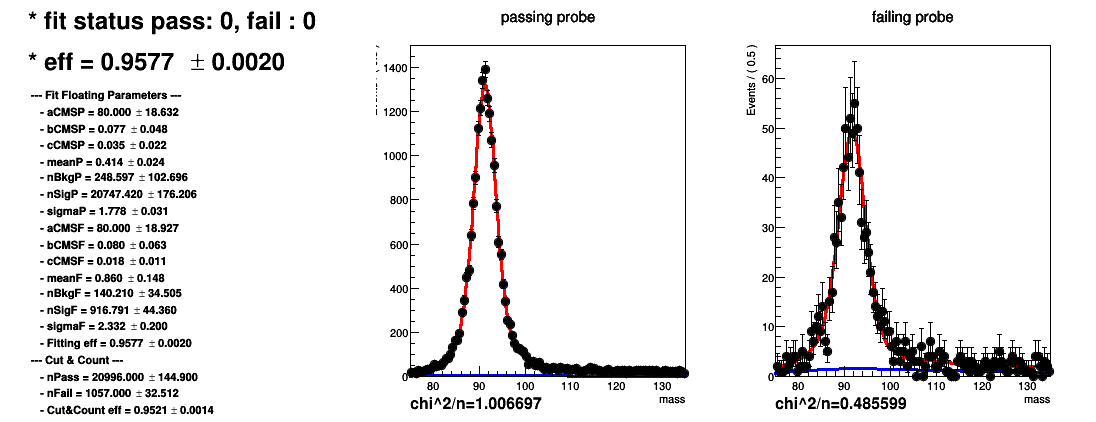 * fit status pass: 0, fail : 0
* eff = 0.9577 ± 0.0020
--- Fit Floating Parameters ---
- aCMSP = 80.000 ± 18.632
- bCMSP = 0.077 ± 0.048
- cCMSP = 0.035 ± 0.022
- meanP = 0.414 ± 0.024
- nBkgP = 248.597 ± 102.696
- nSigP = 20747.420 ± 176.206
- sigmaP = 1.778 ± 0.031
- aCMSF = 80.000 ± 18.927
- bCMSF = 0.080 ± 0.063
- cCMSF = 0.018 ± 0.011
- meanF = 0.860 ± 0.148
- nBkgF = 140.210 ± 34.505
- nSigF = 916.791 ± 44.360
- sigmaF = 2.332 ± 0.200
- Fitting eff = 0.9577 ± 0.0020
--- Cut & Count ---
- nPass = 20996.000 ± 144.900
- nFail = 1057.000 ± 32.512
- Cut&Count eff = 0.9521 ± 0.0014
passing probe
1400
1200
1000
800
600
400
200
0
80 90 100 110 120 130
mass
chi^2/n=1.006697
failing probe
Events / ( 0.5 )
60
50
40
30
20
10
0
80 90 100 110 120 130
mass
chi^2/n=0.485599